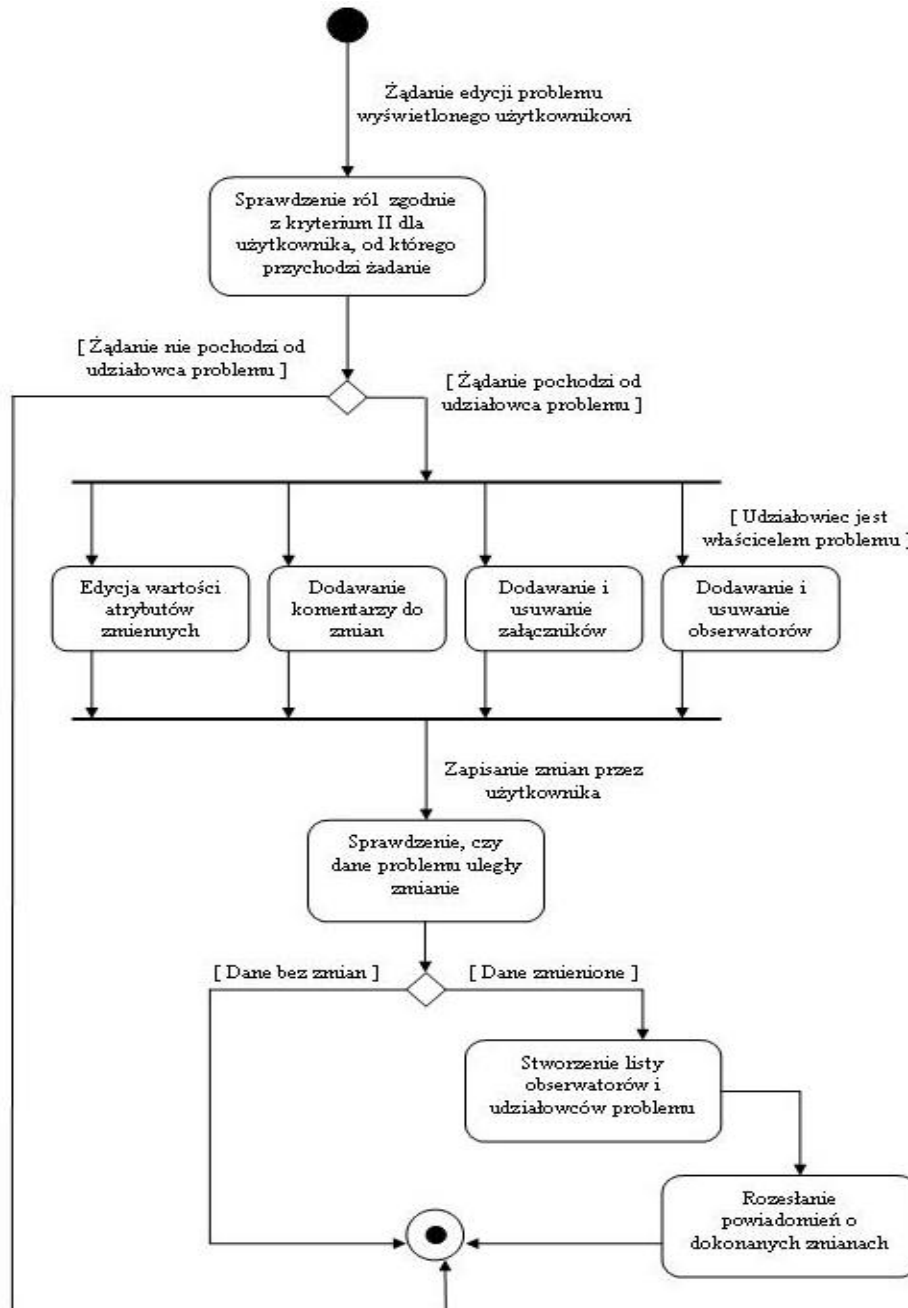 Żądanie edycji problemu
wyświetlonego użytkownikowi
Sprawdzenie ról zgodnie
z kryterium II dla
użytkownika, od którego
przychodzi żadanie
[ Żądanie nie pochodzi od
udziałowca problemu ]
[ Żądanie pochodzi od
udziałowca problemu ]
[ Udziałowiec jest
właścicelem problemu ]
Edycja wartości
atrybutów
zmiennych
Dodawanie
komentarzy do
zmian
Dodawanie i
usuwanie
załączników
Dodawanie i
usuwanie
obserwatorów
Zapisanie zmian przez
użytkownika
Sprawdzenie, czy
dane problemu uległy
zmianie
[ Dane bez zmian ]
[ Dane zmienione ]
Stworzenie listy
obserwatorów i
udziałowców problemu
Rozesłanie
powiadomień o
dokonanych zmianach